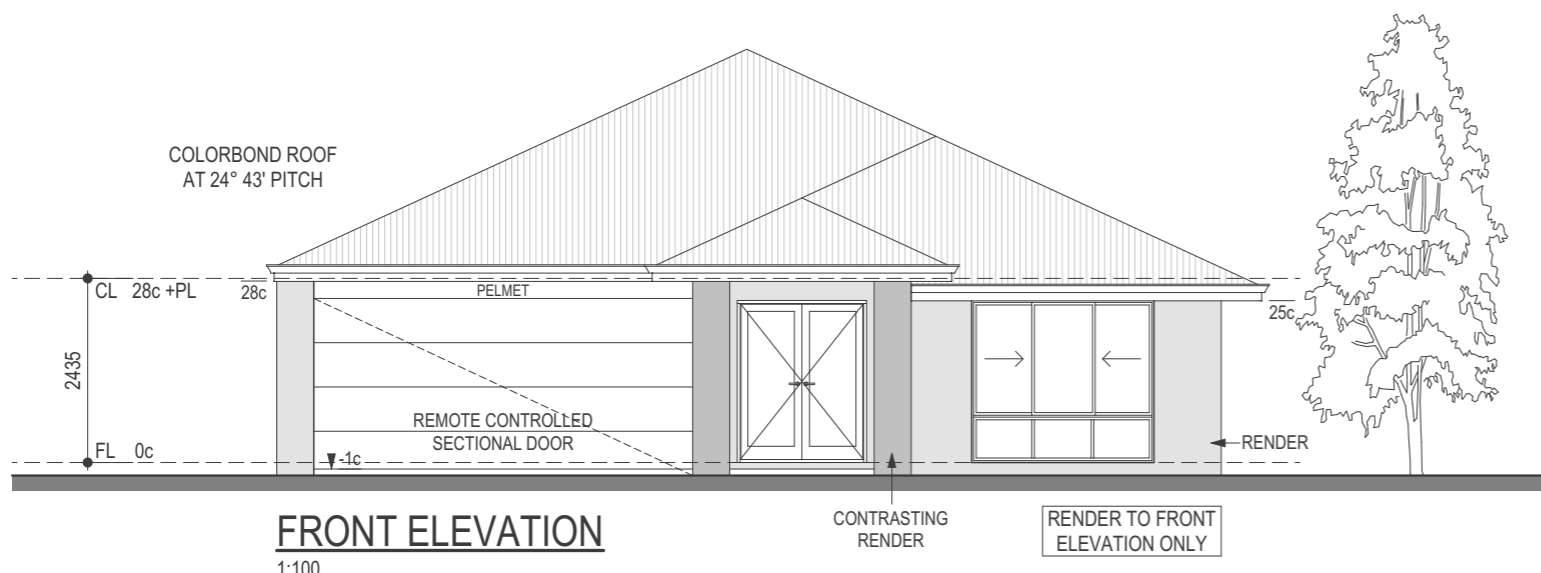 COLORBOND ROOF
AT 24° 43' PITCH
CL 28c +PL
28c
PELMET
25c
2435
REMOTE CONTROLLED
SECTIONAL DOOR
RENDER
FL 0c
-1c
FRONT ELEVATION
1:100
CONTRASTING
RENDER
RENDER TO FRONT
ELEVATION ONLY